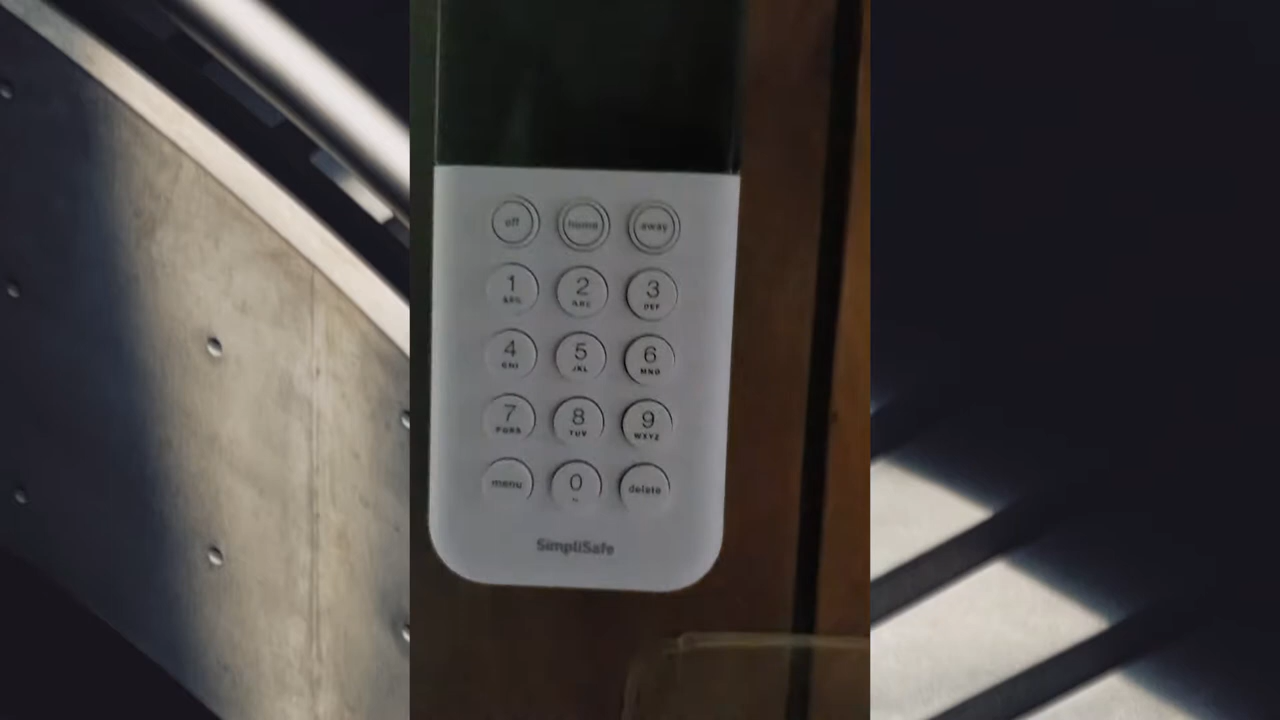 off home away
1 2 3
ABC DEF
4 5 6
GHI JKL MNO
7 8 9
PQRS TUV WXYZ
menu 0 delete
SimpliSafe